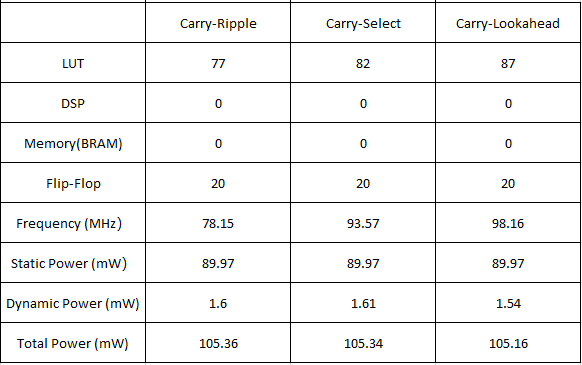 Carry-Ripple Carry-Select Carry-Lookahead
LUT 77 82 87
DSP 0 0 0
Memory(BRAM) 0 0 0
Flip-Flop 20 20 20
Frequency (MHz) 78.15 93.57 98.16
Static Power (mW) 89.97 89.97 89.97
Dynamic Power (mW) 1.6 1.61 1.54
Total Power (mW) 105.36 105.34 105.16